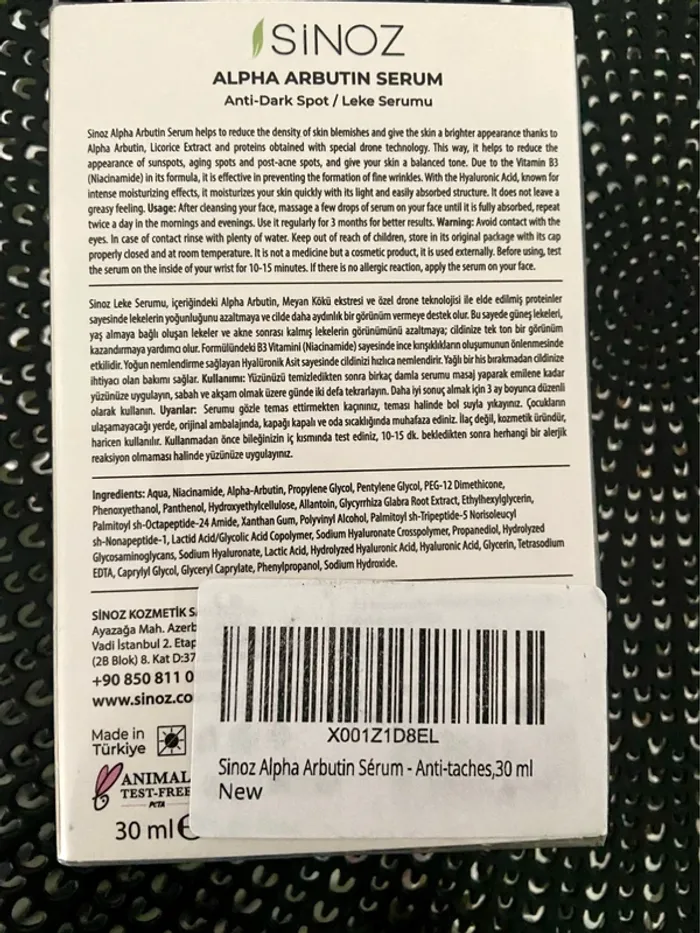 SiNOZ
ALPHA ARBUTIN SERUM
Anti-Dark Spot / Leke Serumu
Sinoz Alpha Arbutin Serum helps to reduce the density of skin blemishes and give the skin a brighter appearance thanks to
Alpha Arbutin, Licorice Extract and proteins obtained with special drone technology. This way, it helps to reduce the
appearance of sunspots, aging spots and post-acne spots, and give your skin a balanced tone. Due to the Vitamin B3
(Niacinamide) in its formula, it is effective in preventing the formation of fine wrinkles. With the Hyaluronic Acid, known for
intense moisturizing effects, it moisturizes your skin quickly with its light and easily absorbed structure. It does not leave a
greasy feeling. Usage: After cleansing your face, massage a few drops of serum on your face until it is fully absorbed, repeat
twice a day in the mornings and evenings. Use it regularly for 3 months for better results. Warning: Avoid contact with the
eyes. In case of contact rinse with plenty of water. Keep out of reach of children, store in its original package with its cap
properly closed and at room temperature. It is not a medicine but a cosmetic product, it is used externally. Before using, test
the serum on the inside of your wrist for 10-15 minutes. If there is no allergic reaction, apply the serum on your face.
Sinoz Leke Serumu, içeriğindeki Alpha Arbutin, Meyan Kökü ekstresi ve özel drone teknolojisi ile elde edilmiş proteinler
sayesinde lekelerin yoğunluğunu azaltmaya ve cilde daha aydınlık bir görünüm vermeye destek olur. Bu sayede güneş lekeleri,
yaş almaya bağlı oluşan lekeler ve akne sonrası kalmış lekelerin görünümünü azaltmaya; cildinize tek ton bir görünüm
kazandırmaya yardımcı olur. Formülündeki B3 Vitamini (Niacinamide) sayesinde ince kırışıklıkların oluşumunun önlenmesinde
etkilidir. Yoğun nemlendirme sağlayan Hyalüronik Asit sayesinde cildinizi hızlıca nemlendirir. Yağlı bir his bırakmadan cildinize
ihtiyacı olan bakımı sağlar. Kullanımı: Yüzünüzü temizledikten sonra birkaç damla serumu masaj yaparak emilene kadar
yüzünüze uygulayın, sabah ve akşam olmak üzere günde iki defa tekrarlayın. Daha iyi sonuç almak için 3 ay boyunca düzenli
olarak kullanın. Uyarılar: Serumu gözle temas ettirmekten kaçınınız, teması halinde bol suyla yıkayınız. Çocukların
ulaşamayacağı yerde, orijinal ambalajında, kapağı kapalı ve oda sıcaklığında muhafaza ediniz. İlaç değil, kozmetik üründür,
haricen kullanılır. Kullanmadan önce bileğinizin iç kısmında test ediniz, 10-15 dk. bekledikten sonra herhangi bir alerjik
reaksiyon olmaması halinde yüzünüze uygulayınız.
Ingredients: Aqua, Niacinamide, Alpha-Arbutin, Propylene Glycol, Pentylene Glycol, PEG-12 Dimethicone,
Phenoxyethanol, Panthenol, Hydroxyethylcellulose, Allantoin, Glycyrrhiza Glabra Root Extract, Ethylhexylglycerin,
Palmitoyl sh-Octapeptide-24 Amide, Xanthan Gum, Polyvinyl Alcohol, Palmitoyl sh-Tripeptide-5 Norisoleucyl
sh-Nonapeptide-1, Lactid Acid/Glycolic Acid Copolymer, Sodium Hyaluronate Crosspolymer, Propanediol, Hydrolyzed
Glycosaminoglycans, Sodium Hyaluronate, Lactic Acid, Hydrolyzed Hyaluronic Acid, Hyaluronic Acid, Glycerin, Tetrasodium
EDTA, Caprylyl Glycol, Glyceryl Caprylate, Phenylpropanol, Sodium Hydroxide.
SİNOZ KOZMETİK
Ayazağa Mah. Azerb
Vadi İstanbul 2. Etap
(2B Blok) 8. Kat D:37
+90 850 811 0
www.sinoz.co
Made in
Türkiye
ANIMAL
TEST-FREE
PETA
30 ml
X001Z1D8EL
Sinoz Alpha Arbutin Sérum - Anti-taches,30 ml
New